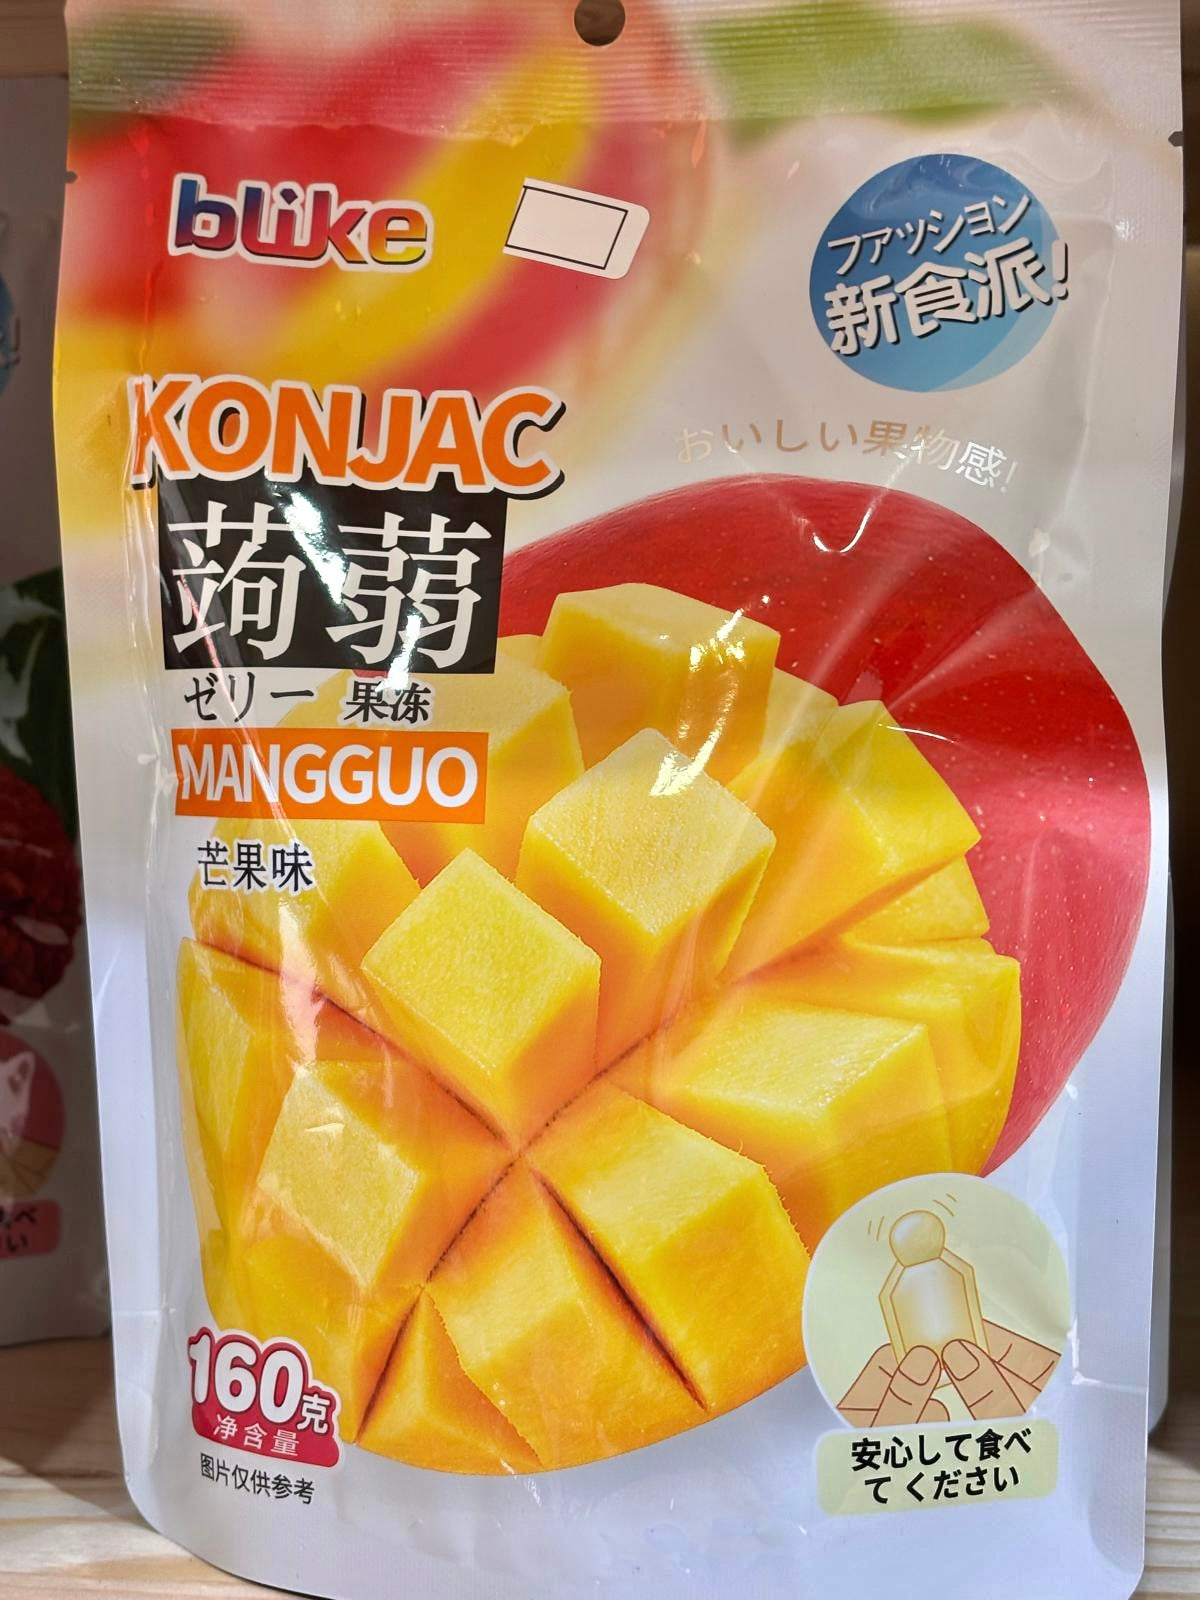 blike
ファッション
新食派!
KONJAC
おいしい果物感!
蒟蒻
ゼリー 果冻
MANGGUO
芒果味
160克
净含量
图片仅供参考
安心して食べ
てください